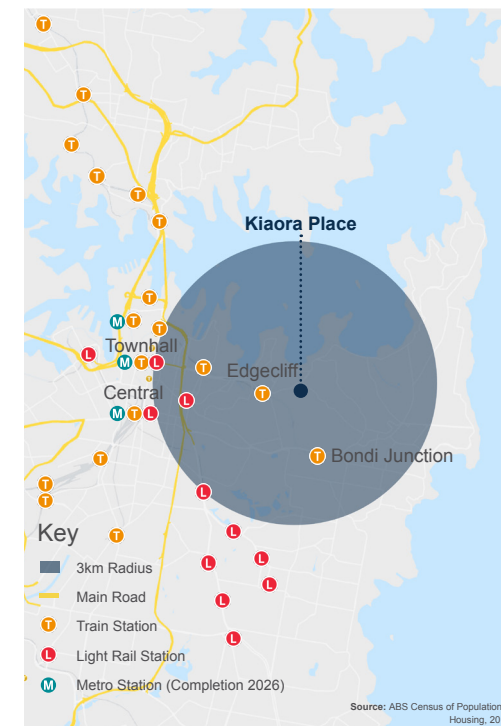 T
T
T
T
T
T
Kiaora Place
T
M T
T
Townhall
L
M T L
T
Edgecliff
T
Central
L
M T L
T Bondi Junction
T
T
T
L
Key
T
L
L
L
3km Radius
L
Main Road
L
T Train Station
L
L Light Rail Station
M Metro Station (Completion 2026)
Source: ABS Census of Population
Housing, 20